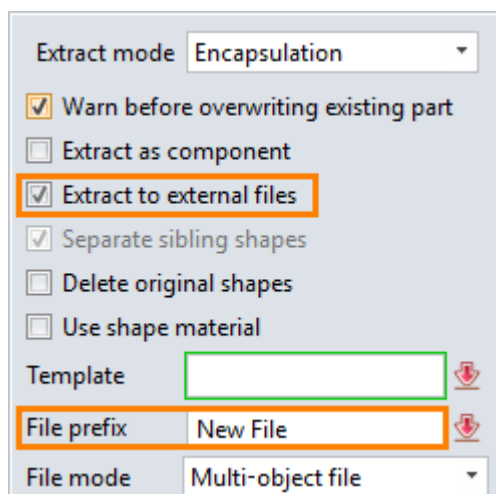 Extract mode Encapsulation
Warn before overwriting existing part
Extract as component
Extract to external files
Separate sibling shapes
Delete original shapes
Use shape material
Template
File prefix New File
File mode Multi-object file